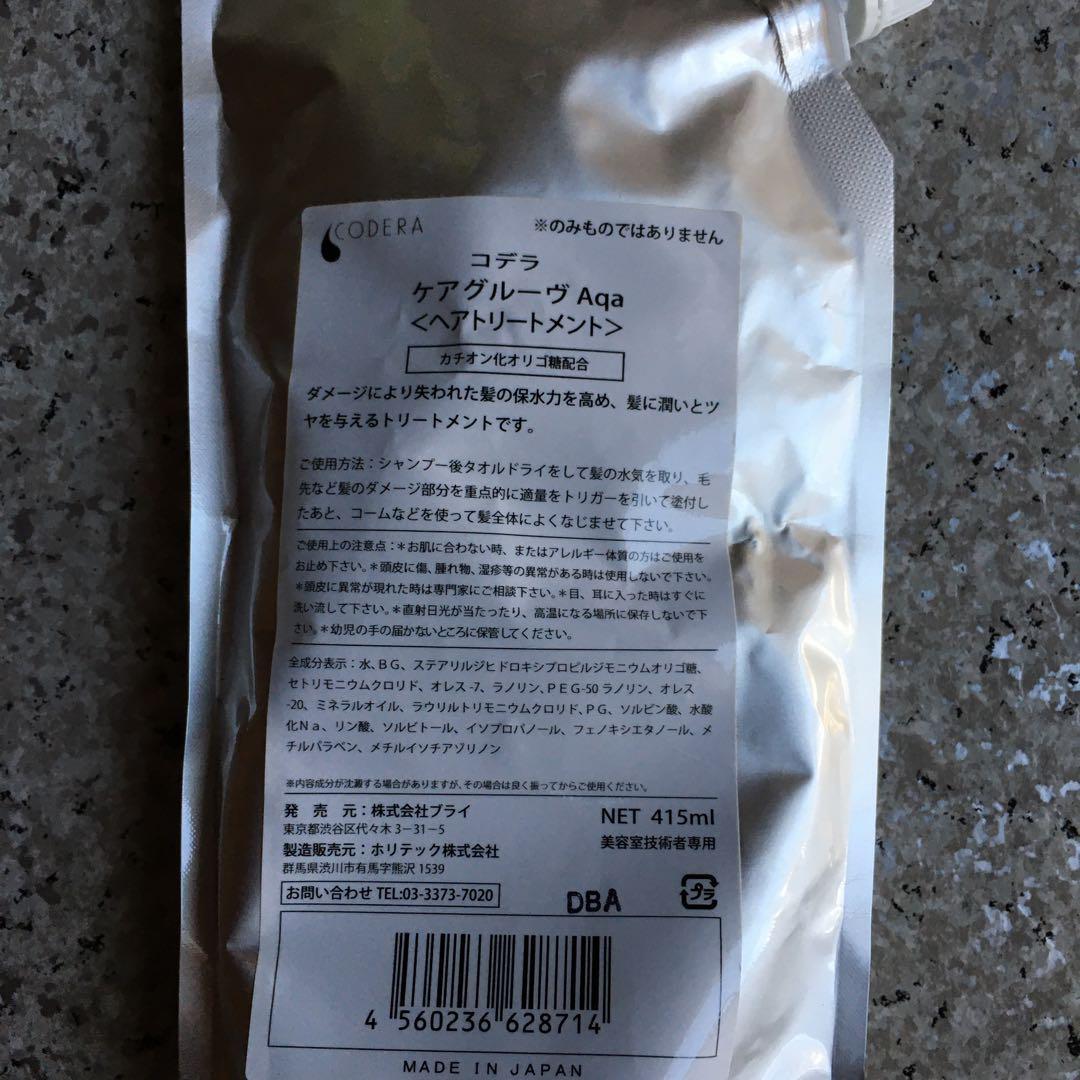 CODERA
※のみものではありません
コデラ
ケアグルーヴ Aqa
＜ヘアトリートメント＞
カチオン化オリゴ糖配合
ダメージにより失われた髪の保水力を高め、髪に潤いとツ
ヤを与えるトリートメントです。
ご使用方法：シャンプー後タオルドライをして髪の水気を取り、毛
先など髪のダメージ部分を重点的に適量をトリガーを引いて塗付し
たあと、コームなどを使って髪全体によくなじませて下さい。
ご使用上の注意点：＊お肌に合わない時、またはアレルギー体質の方はご使用を
お止め下さい。＊頭皮に傷、腫れ物、湿疹等の異常がある時は使用しないで下さい。
＊頭皮に異常が現れた時は専門家にご相談下さい。＊目、耳に入った時はすぐに
洗い流して下さい。＊直射日光が当たったり、高温になる場所に保存しないで下
さい。＊幼児の手の届かないところに保管してください。
全成分表示：水、BG、ステアリルジヒドロキシプロピルジモニウムオリゴ糖、
セトリモニウムクロリド、オレス-7、ラノリン、PEG-50ラノリン、オレス
-20、ミネラルオイル、ラウリルトリモニウムクロリド、PG、ソルビン酸、水酸
化Na、リン酸、ソルビトール、イソプロパノール、フェノキシエタノール、メ
チルパラベン、メチルイソチアゾリノン
※内容成分が沈澱する場合がありますが、その場合は良く振ってからご使用ください。
発 売 元：株式会社ブライ
NET 415ml
東京都渋谷区代々木 3－31－5
美容室技術者専用
製造販売元：ホリテック株式会社
群馬県渋川市有馬字熊沢 1539
お問い合わせ TEL:03-3373-7020
DBA
プラ
4 560236 628714
MADE IN JAPAN